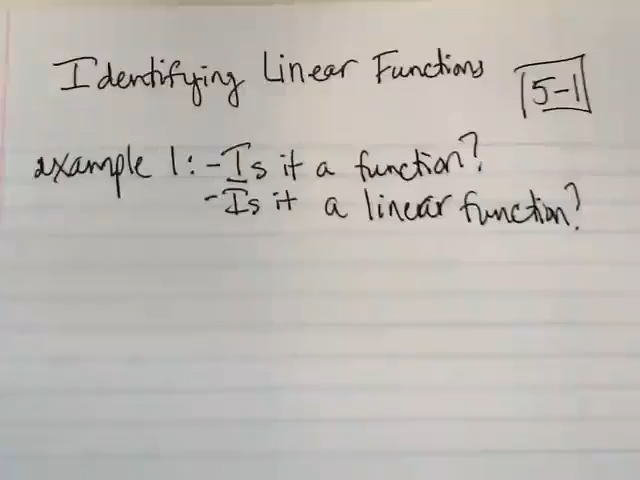 Identifying Linear Functions
5-1
example 1: - Is it a function?
- Is it a linear function?